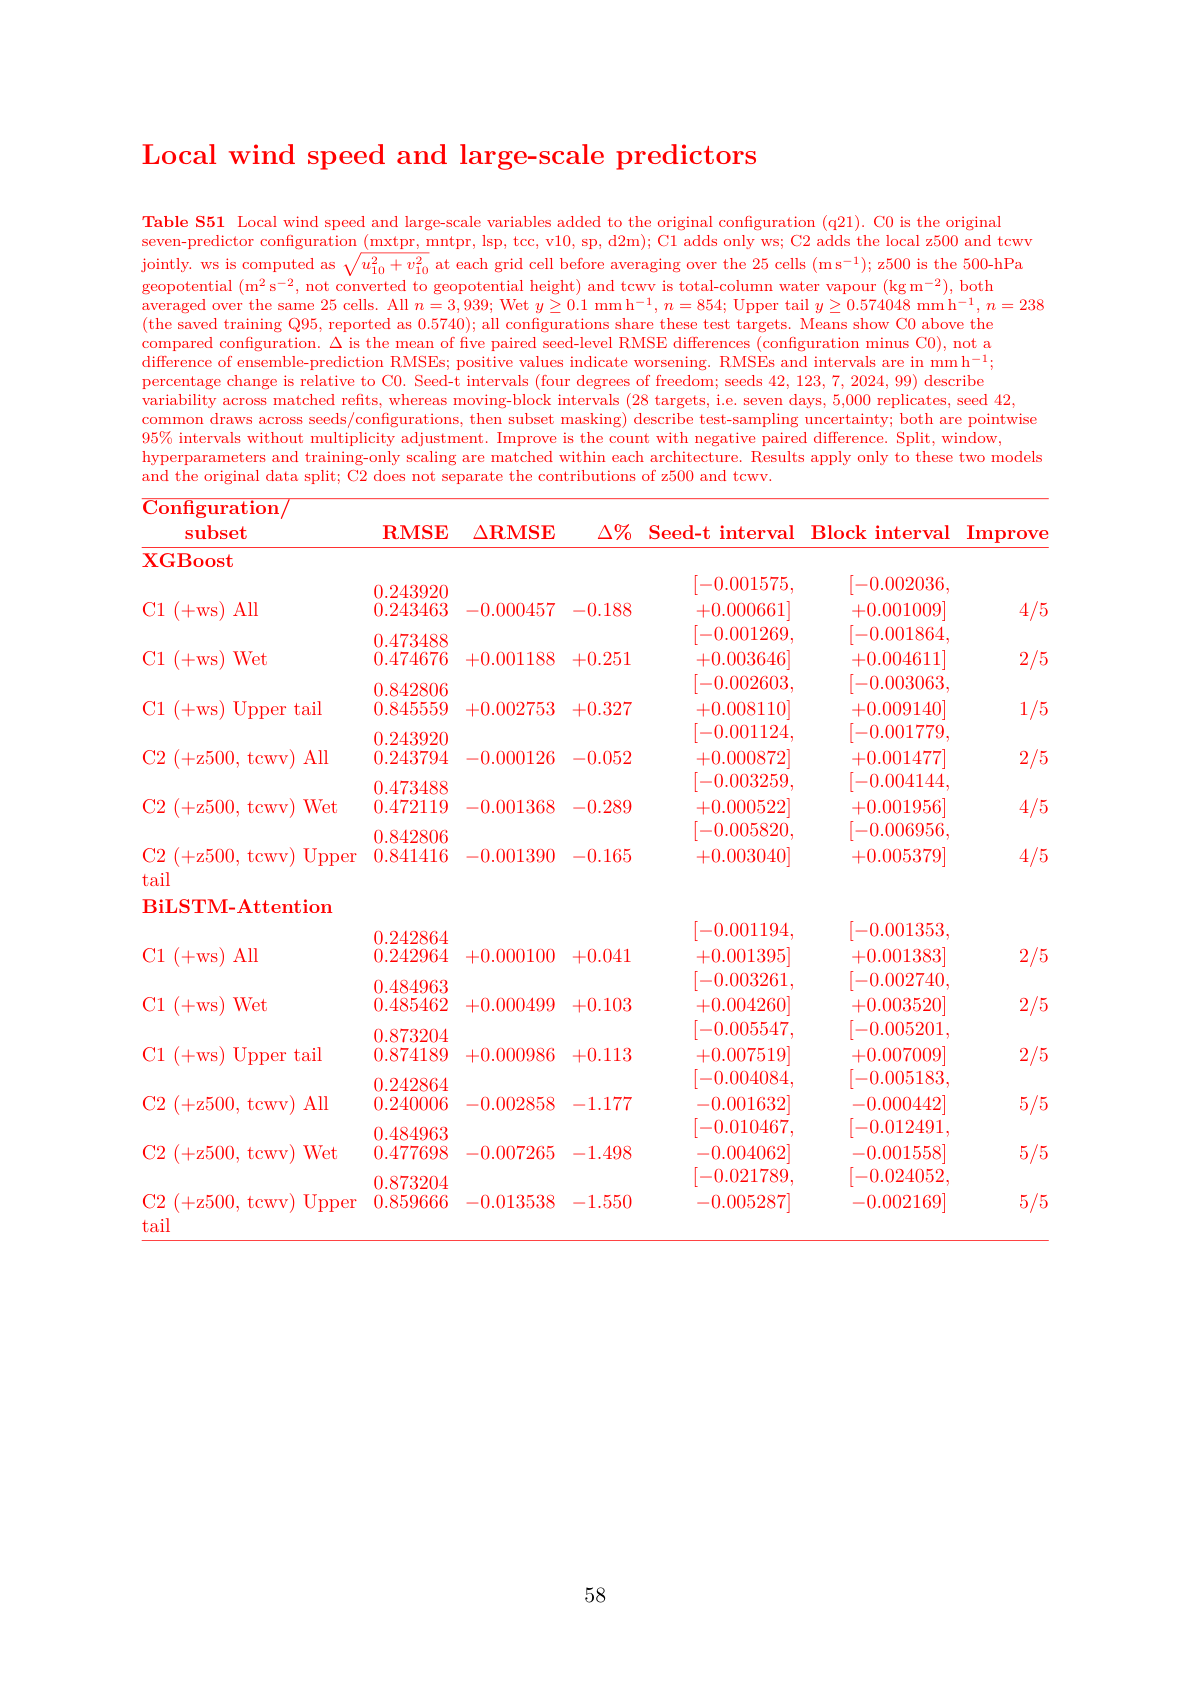 Local wind speed and large-scale predictors
Table S51 Local wind speed and large-scale variables added to the original configuration (q21). C0 is the original
seven-predictor configuration (mxtpr, mntpr, lsp, tcc, v10, sp, d2m); C1 adds only ws; C2 adds the local z500 and tcwv
jointly. ws is computed as √(u₁₀² + v₁₀²) at each grid cell before averaging over the 25 cells (m s⁻¹); z500 is the 500-hPa
geopotential (m² s⁻², not converted to geopotential height) and tcwv is total-column water vapour (kg m⁻²), both
averaged over the same 25 cells. All n = 3,939; Wet y ≥ 0.1 mm h⁻¹, n = 854; Upper tail y ≥ 0.574048 mm h⁻¹, n = 238
(the saved training Q95, reported as 0.5740); all configurations share these test targets. Means show C0 above the
compared configuration. Δ is the mean of five paired seed-level RMSE differences (configuration minus C0), not a
difference of ensemble-prediction RMSEs; positive values indicate worsening. RMSEs and intervals are in mm h⁻¹;
percentage change is relative to C0. Seed-t intervals (four degrees of freedom; seeds 42, 123, 7, 2024, 99) describe
variability across matched refits, whereas moving-block intervals (28 targets, i.e. seven days, 5,000 replicates, seed 42,
common draws across seeds/configurations, then subset masking) describe test-sampling uncertainty; both are pointwise
95% intervals without multiplicity adjustment. Improve is the count with negative paired difference. Split, window,
hyperparameters and training-only scaling are matched within each architecture. Results apply only to these two models
and the original data split; C2 does not separate the contributions of z500 and tcwv.
Configuration/
subset RMSE ΔRMSE Δ% Seed-t interval Block interval Improve
XGBoost
0.243920 [−0.001575, [−0.002036,
C1 (+ws) All 0.243463 −0.000457 −0.188 +0.000661] +0.001009] 4/5
0.473488 [−0.001269, [−0.001864,
C1 (+ws) Wet 0.474676 +0.001188 +0.251 +0.003646] +0.004611] 2/5
0.842806 [−0.002603, [−0.003063,
C1 (+ws) Upper tail 0.845559 +0.002753 +0.327 +0.008110] +0.009140] 1/5
0.243920 [−0.001124, [−0.001779,
C2 (+z500, tcwv) All 0.243794 −0.000126 −0.052 +0.000872] +0.001477] 2/5
0.473488 [−0.003259, [−0.004144,
C2 (+z500, tcwv) Wet 0.472119 −0.001368 −0.289 +0.000522] +0.001956] 4/5
0.842806 [−0.005820, [−0.006956,
C2 (+z500, tcwv) Upper 0.841416 −0.001390 −0.165 +0.003040] +0.005379] 4/5
tail
BiLSTM-Attention
0.242864 [−0.001194, [−0.001353,
C1 (+ws) All 0.242964 +0.000100 +0.041 +0.001395] +0.001383] 2/5
0.484963 [−0.003261, [−0.002740,
C1 (+ws) Wet 0.485462 +0.000499 +0.103 +0.004260] +0.003520] 2/5
0.873204 [−0.005547, [−0.005201,
C1 (+ws) Upper tail 0.874189 +0.000986 +0.113 +0.007519] +0.007009] 2/5
0.242864 [−0.004084, [−0.005183,
C2 (+z500, tcwv) All 0.240006 −0.002858 −1.177 −0.001632] −0.000442] 5/5
0.484963 [−0.010467, [−0.012491,
C2 (+z500, tcwv) Wet 0.477698 −0.007265 −1.498 −0.004062] −0.001558] 5/5
0.873204 [−0.021789, [−0.024052,
C2 (+z500, tcwv) Upper 0.859666 −0.013538 −1.550 −0.005287] −0.002169] 5/5
tail
58